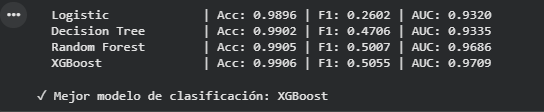 Logistic | Acc: 0.9896 | F1: 0.2602 | AUC: 0.9320
Decision Tree | Acc: 0.9902 | F1: 0.4706 | AUC: 0.9335
Random Forest | Acc: 0.9905 | F1: 0.5007 | AUC: 0.9686
XGBoost | Acc: 0.9906 | F1: 0.5055 | AUC: 0.9709
✓ Mejor modelo de clasificación: XGBoost